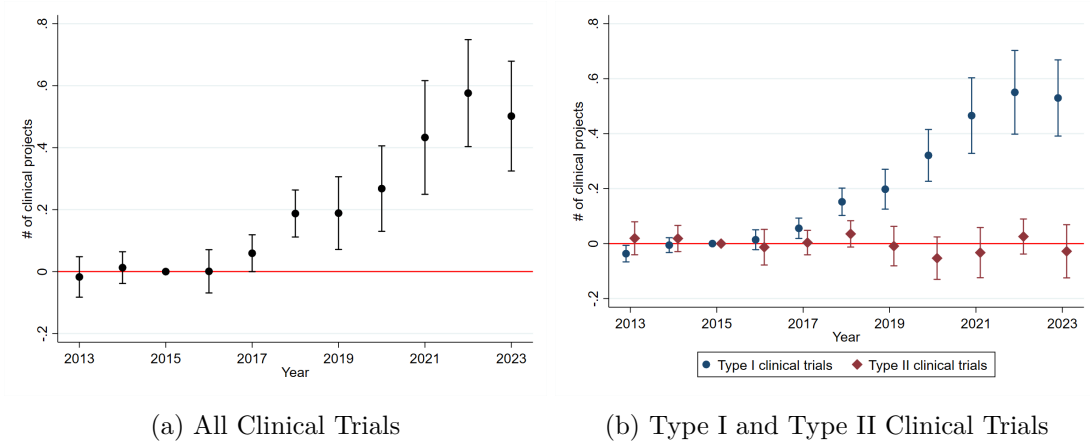 .8
.6
.4
.2
0
-.2
# of clinical projects
2013 2015 2017 2019 2021 2023
Year
(a) All Clinical Trials
.8
.6
.4
.2
0
-.2
# of clinical projects
2013 2015 2017 2019 2021 2023
Year
Type I clinical trials Type II clinical trials
(b) Type I and Type II Clinical Trials